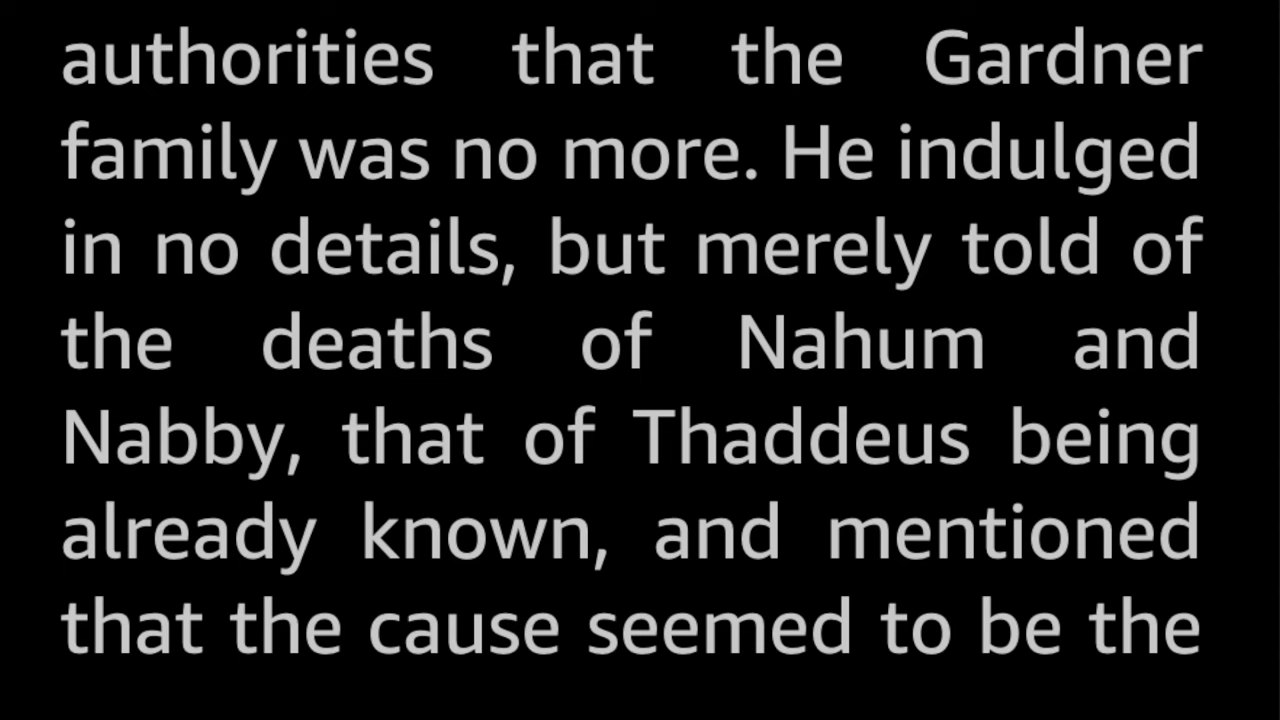 authorities that the Gardner
family was no more. He indulged
in no details, but merely told of
the deaths of Nahum and
Nabby, that of Thaddeus being
already known, and mentioned
that the cause seemed to be the